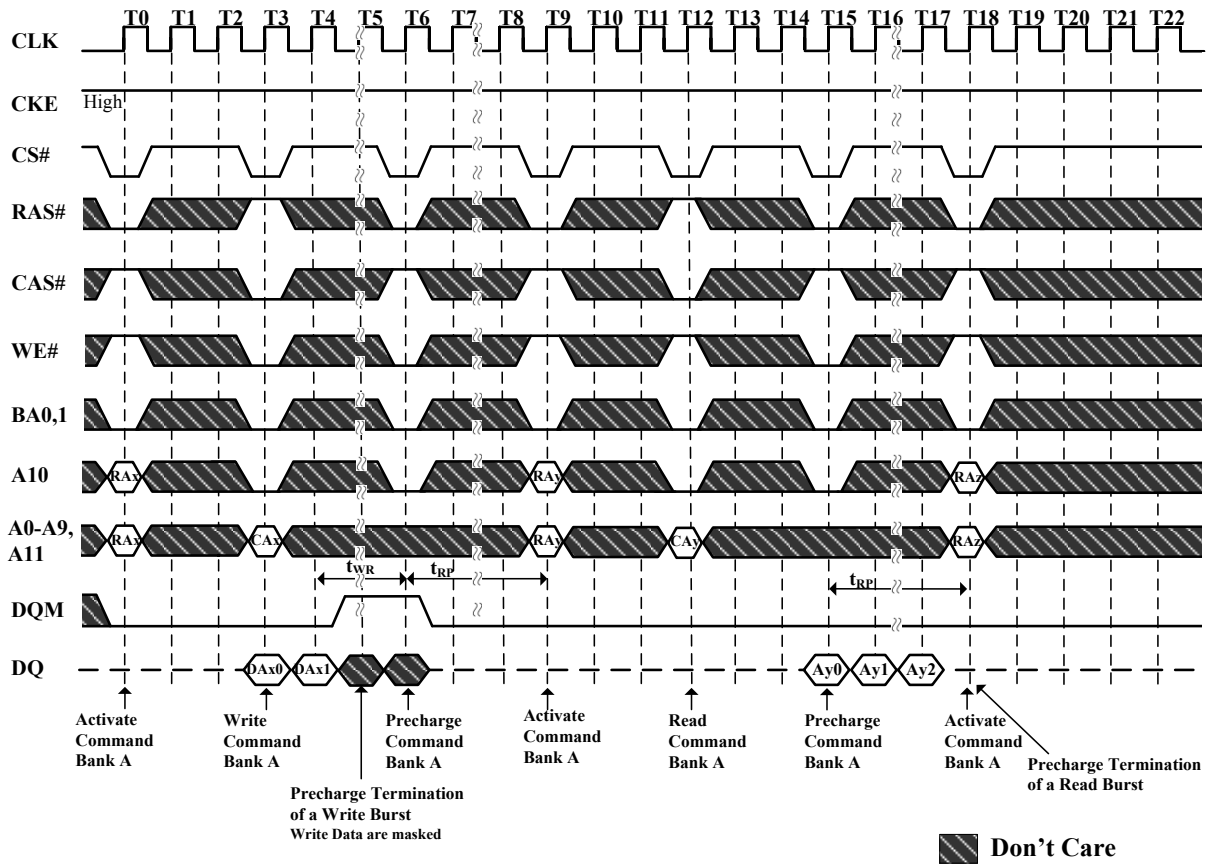 T0 T1 T2 T3 T4 T5 T6 T7 T8 T9 T10 T11 T12 T13 T14 T15 T16 T17 T18 T19 T20 T21 T22
CLK
CKE High
CS#
RAS#
CAS#
WE#
BA0,1
A10 RAx RAy RAz
A0-A9,
A11 RAx CAx RAy CAy RAz
tWR tRP tRP
DQM
DQ DAx0 DAx1 Ay0 Ay1 Ay2
Activate
Command
Bank A
Write
Command
Bank A
Precharge
Command
Bank A
Activate
Command
Bank A
Read
Command
Bank A
Precharge
Command
Bank A
Activate
Command
Bank A
Precharge Termination
of a Read Burst
Precharge Termination
of a Write Burst
Write Data are masked
Don't Care